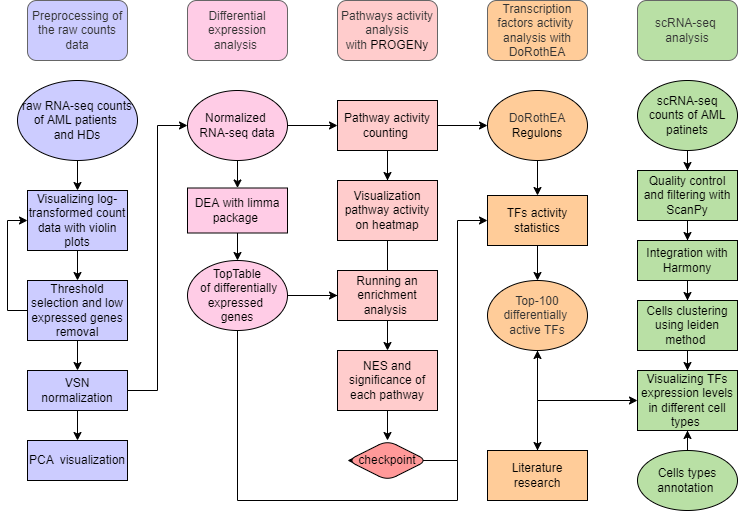 Preprocessing of
the raw counts
data
Differential
expression
analysis
Pathways activity
analysis
with PROGENy
Transcription
factors activity
analysis with
DoRothEA
scRNA-seq
analysis
raw RNA-seq counts
of AML patients
and HDs
Visualizing log-
transformed count
data with violin
plots
Threshold
selection and low
expressed genes
removal
VSN
normalization
PCA visualization
Normalized
RNA-seq data
DEA with limma
package
TopTable
of differentially
expressed
genes
Pathway activity
counting
Visualization
pathway activity
on heatmap
Running an
enrichment
analysis
NES and
significance of
each pathway
checkpoint
DoRothEA
Regulons
TFs activity
statistics
Top-100
differentially
active TFs
Literature
research
scRNA-seq
counts of AML
patinets
Quality control
and filtering with
ScanPy
Integration with
Harmony
Cells clustering
using leiden
method
Visualizing TFs
expression levels
in different cell
types
Cells types
annotation